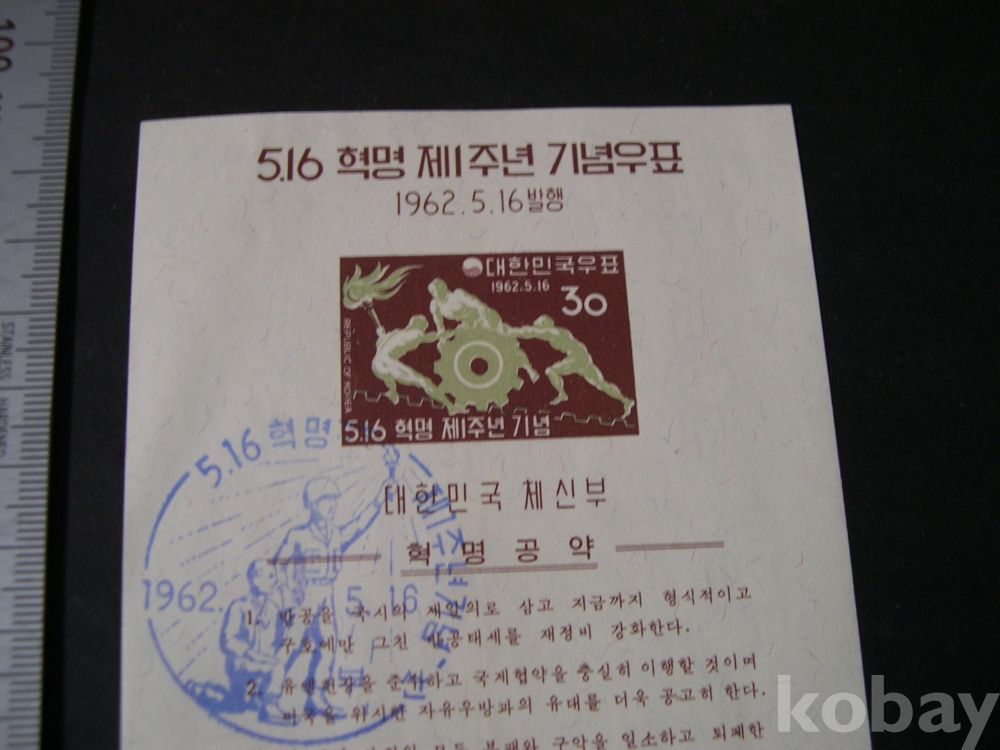 5.16 혁명 제1주년 기념우표
1962.5.16발행
대한민국우표
1962.5.16
30
REPUBLIC OF KOREA
5.16 혁명 제1주년 기념
대한민국 체신부
혁명공약
5.16 혁명 제1주년기념
1962. 5. 16
1. 반공을 국시의 제일의로 삼고 지금까지 형식적이고
구호에만 그친 반공태세를 재정비 강화한다.
2. 유엔헌장을 준수하고 국제협약을 충실히 이행할 것이며
미국을 위시한 자유우방과의 유대를 더욱 공고히 한다.
모든 부패와 구악을 일소하고 퇴폐한
100
STAINLESS
kobay